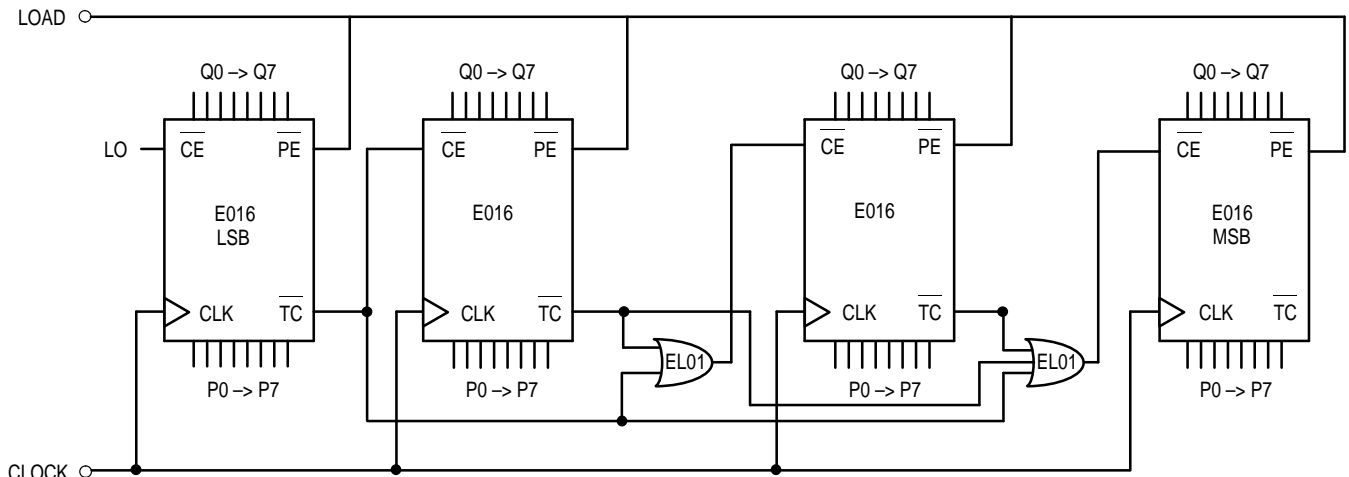 LOAD
Q0 –> Q7 Q0 –> Q7 Q0 –> Q7 Q0 –> Q7
LO CE PE CE PE CE PE CE PE
E016 E016 E016 E016
LSB MSB
CLK TC CLK TC CLK TC CLK TC
EL01 EL01
P0 –> P7 P0 –> P7 P0 –> P7 P0 –> P7
CLOCK